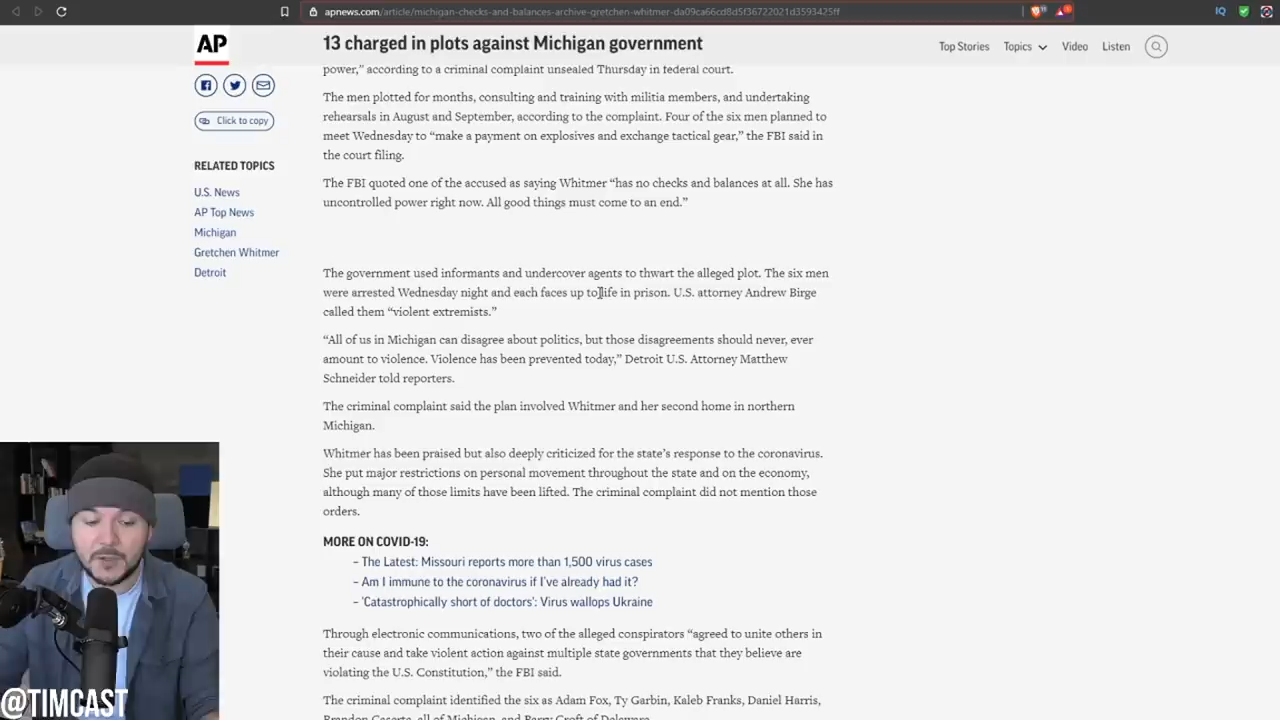 apnews.com/article/michigan-checks-and-balances-archive-gretchen-whitmer-da09ca66cd8d5f36722021d3593425ff
IQ
AP
13 charged in plots against Michigan government
Top Stories
Topics
Video
Listen
power,” according to a criminal complaint unsealed Thursday in federal court.
Click to copy
The men plotted for months, consulting and training with militia members, and undertaking
rehearsals in August and September, according to the complaint. Four of the six men planned to
meet Wednesday to “make a payment on explosives and exchange tactical gear,” the FBI said in
the court filing.
RELATED TOPICS
U.S. News
AP Top News
Michigan
Gretchen Whitmer
Detroit
The FBI quoted one of the accused as saying Whitmer “has no checks and balances at all. She has
uncontrolled power right now. All good things must come to an end.”
The government used informants and undercover agents to thwart the alleged plot. The six men
were arrested Wednesday night and each faces up to life in prison. U.S. attorney Andrew Birge
called them “violent extremists.”
“All of us in Michigan can disagree about politics, but those disagreements should never, ever
amount to violence. Violence has been prevented today,” Detroit U.S. Attorney Matthew
Schneider told reporters.
The criminal complaint said the plan involved Whitmer and her second home in northern
Michigan.
Whitmer has been praised but also deeply criticized for the state’s response to the coronavirus.
She put major restrictions on personal movement throughout the state and on the economy,
although many of those limits have been lifted. The criminal complaint did not mention those
orders.
MORE ON COVID-19:
– The Latest: Missouri reports more than 1,500 virus cases
– Am I immune to the coronavirus if I’ve already had it?
– ‘Catastrophically short of doctors’: Virus wallops Ukraine
Through electronic communications, two of the alleged conspirators “agreed to unite others in
their cause and take violent action against multiple state governments that they believe are
violating the U.S. Constitution,” the FBI said.
The criminal complaint identified the six as Adam Fox, Ty Garbin, Kaleb Franks, Daniel Harris,
Brandon Caserta, all of Michigan, and Barry Croft of Delaware.
@TIMCAST